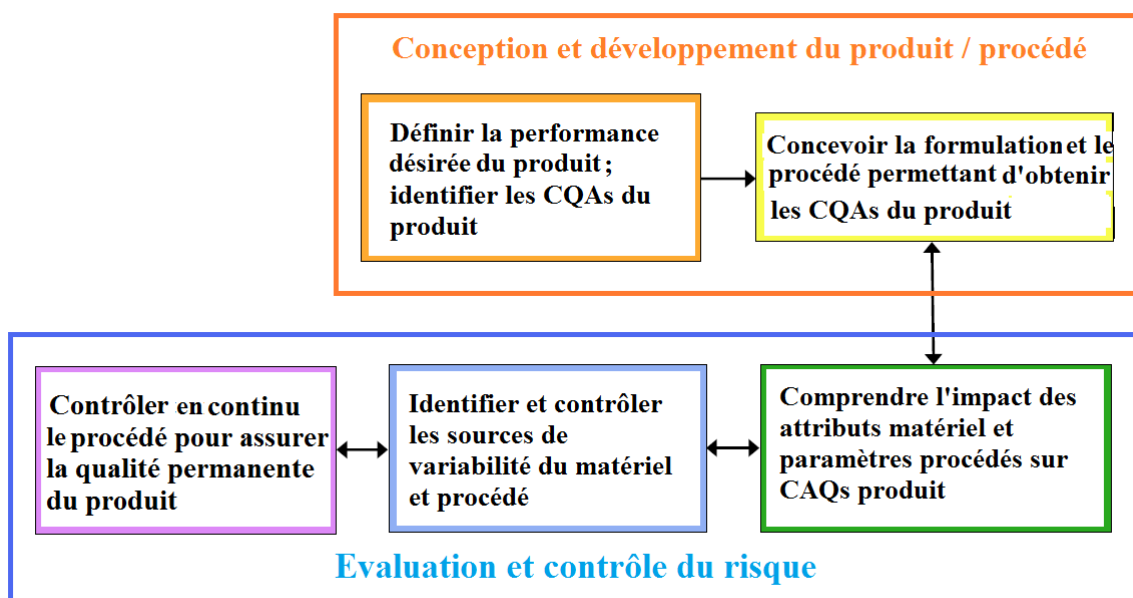 Conception et développement du produit / procédé
Définir la performance
désirée du produit ;
identifier les CQAs du
produit
Concevoir la formulation et le
procédé permettant d'obtenir
les CQAs du produit
Contrôler en continu
le procédé pour assurer
la qualité permanente
du produit
Identifier et contrôler
les sources de
variabilité du matériel
et procédé
Comprendre l'impact des
attributs matériel et
paramètres procédés sur
CAQs produit
Evaluation et contrôle du risque